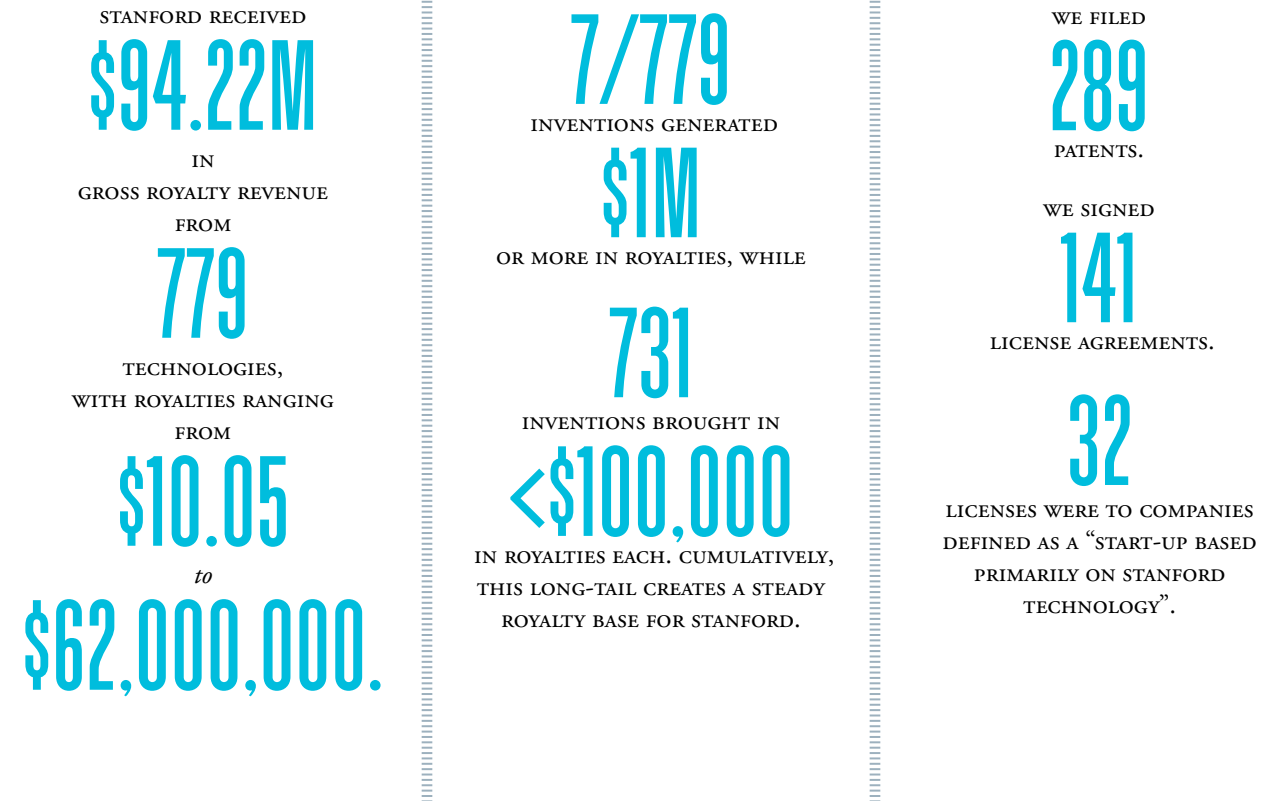 STANFORD RECEIVED
$94.22M
IN
GROSS ROYALTY REVENUE
FROM
779
TECHNOLOGIES,
WITH ROYALTIES RANGING
FROM
$10.05
to
$62,000,000.
7/779
INVENTIONS GENERATED
$1M
OR MORE IN ROYALTIES, WHILE
731
INVENTIONS BROUGHT IN
<$100,000
IN ROYALTIES EACH. CUMULATIVELY,
THIS LONG-TAIL CREATES A STEADY
ROYALTY BASE FOR STANFORD.
WE FILED
289
PATENTS.
WE SIGNED
141
LICENSE AGREEMENTS.
32
LICENSES WERE TO COMPANIES
DEFINED AS A “START-UP BASED
PRIMARILY ON STANFORD
TECHNOLOGY”.